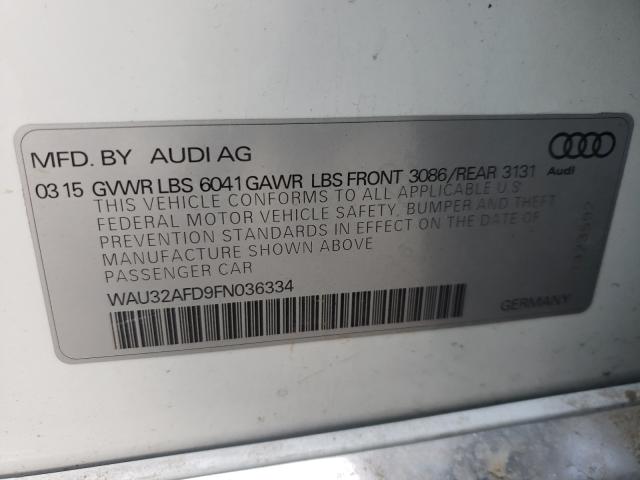 MFD. BY AUDI AG
03 15 GVWR LBS 6041 GAWR LBS FRONT 3086/REAR 3131
Audi
THIS VEHICLE CONFORMS TO ALL APPLICABLE U.S
FEDERAL MOTOR VEHICLE SAFETY, BUMPER AND THEFT
PREVENTION STANDARDS IN EFFECT ON THE DATE OF
MANUFACTURE SHOWN ABOVE
PASSENGER CAR
WAU32AFD9FN036334
GERMANY